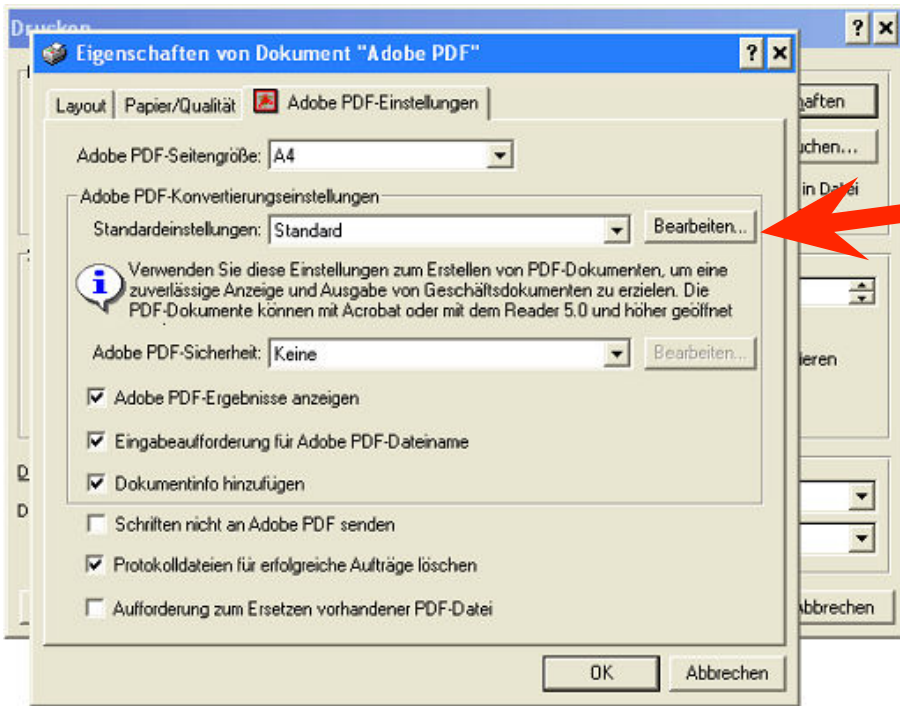 Drucken
Eigenschaften von Dokument "Adobe PDF"
Layout
Papier/Qualität
Adobe PDF-Einstellungen
haften
Adobe PDF-Seitengröße: A4
uchen...
in Datei
Adobe PDF-Konvertierungseinstellungen
Standardeinstellungen: Standard
Bearbeiten...
Verwenden Sie diese Einstellungen zum Erstellen von PDF-Dokumenten, um eine
zuverlässige Anzeige und Ausgabe von Geschäftsdokumenten zu erzielen. Die
PDF-Dokumente können mit Acrobat oder mit dem Reader 5.0 und höher geöffnet
Adobe PDF-Sicherheit: Keine
Bearbeiten...
ieren
Adobe PDF-Ergebnisse anzeigen
Eingabeaufforderung für Adobe PDF-Dateiname
D
Dokumentinfo hinzufügen
D
Schriften nicht an Adobe PDF senden
Protokolldateien für erfolgreiche Aufträge löschen
Aufforderung zum Ersetzen vorhandener PDF-Datei
Abbrechen
OK
Abbrechen